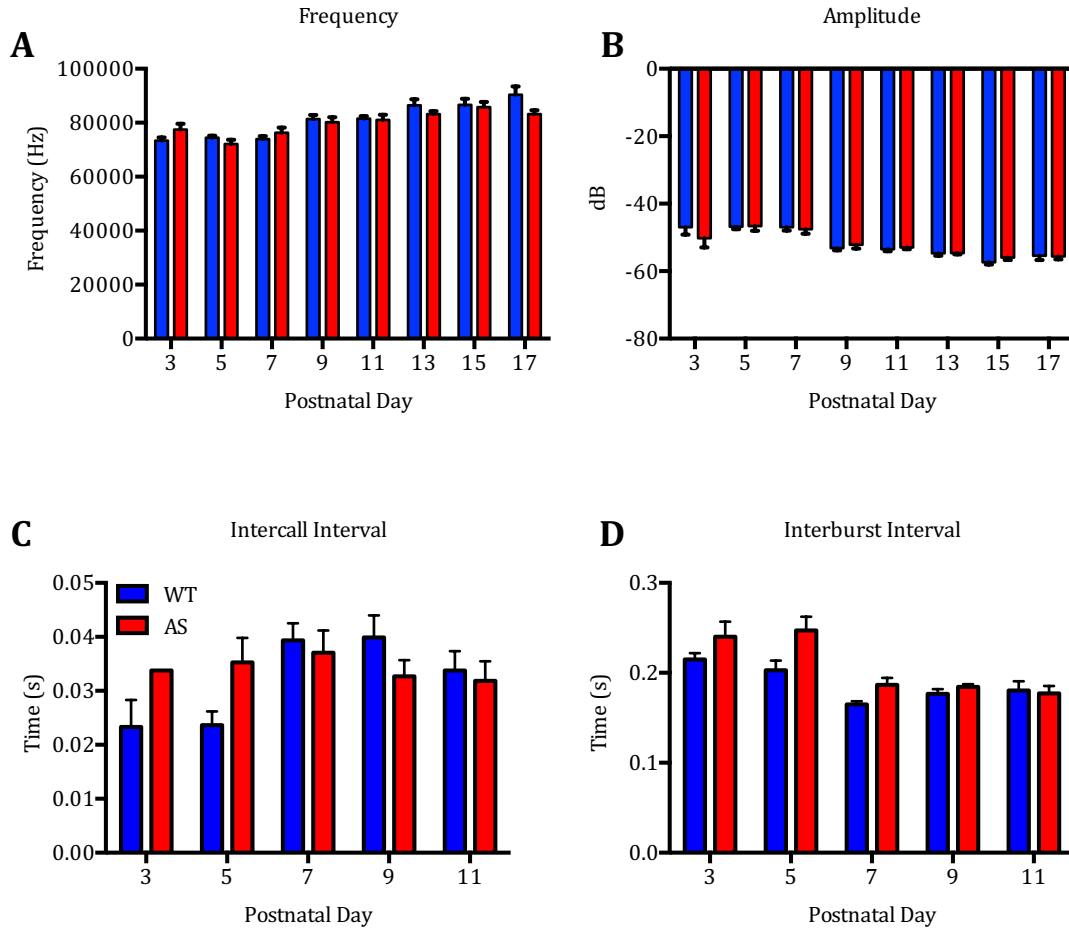 Frequency
A
100000
80000
60000
40000
20000
0
Frequency (Hz)
3 5 7 9 11 13 15 17
Postnatal Day
Amplitude
B
0
-20
-40
-60
-80
dB
3 5 7 9 11 13 15 17
Postnatal Day
C
Intercall Interval
0.05
0.04
0.03
0.02
0.01
0.00
Time (s)
WT
AS
3 5 7 9 11
Postnatal Day
D
Interburst Interval
0.3
0.2
0.1
0.0
Time (s)
3 5 7 9 11
Postnatal Day